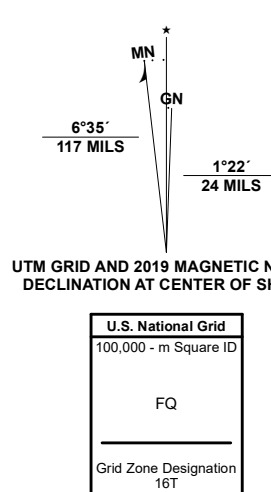 ★
MN
GN
6°35´
117 MILS
1°22´
24 MILS
UTM GRID AND 2019 MAGNETIC
DECLINATION AT CENTER OF
U.S. National Grid
100,000 - m Square ID
FQ
Grid Zone Designation
16T